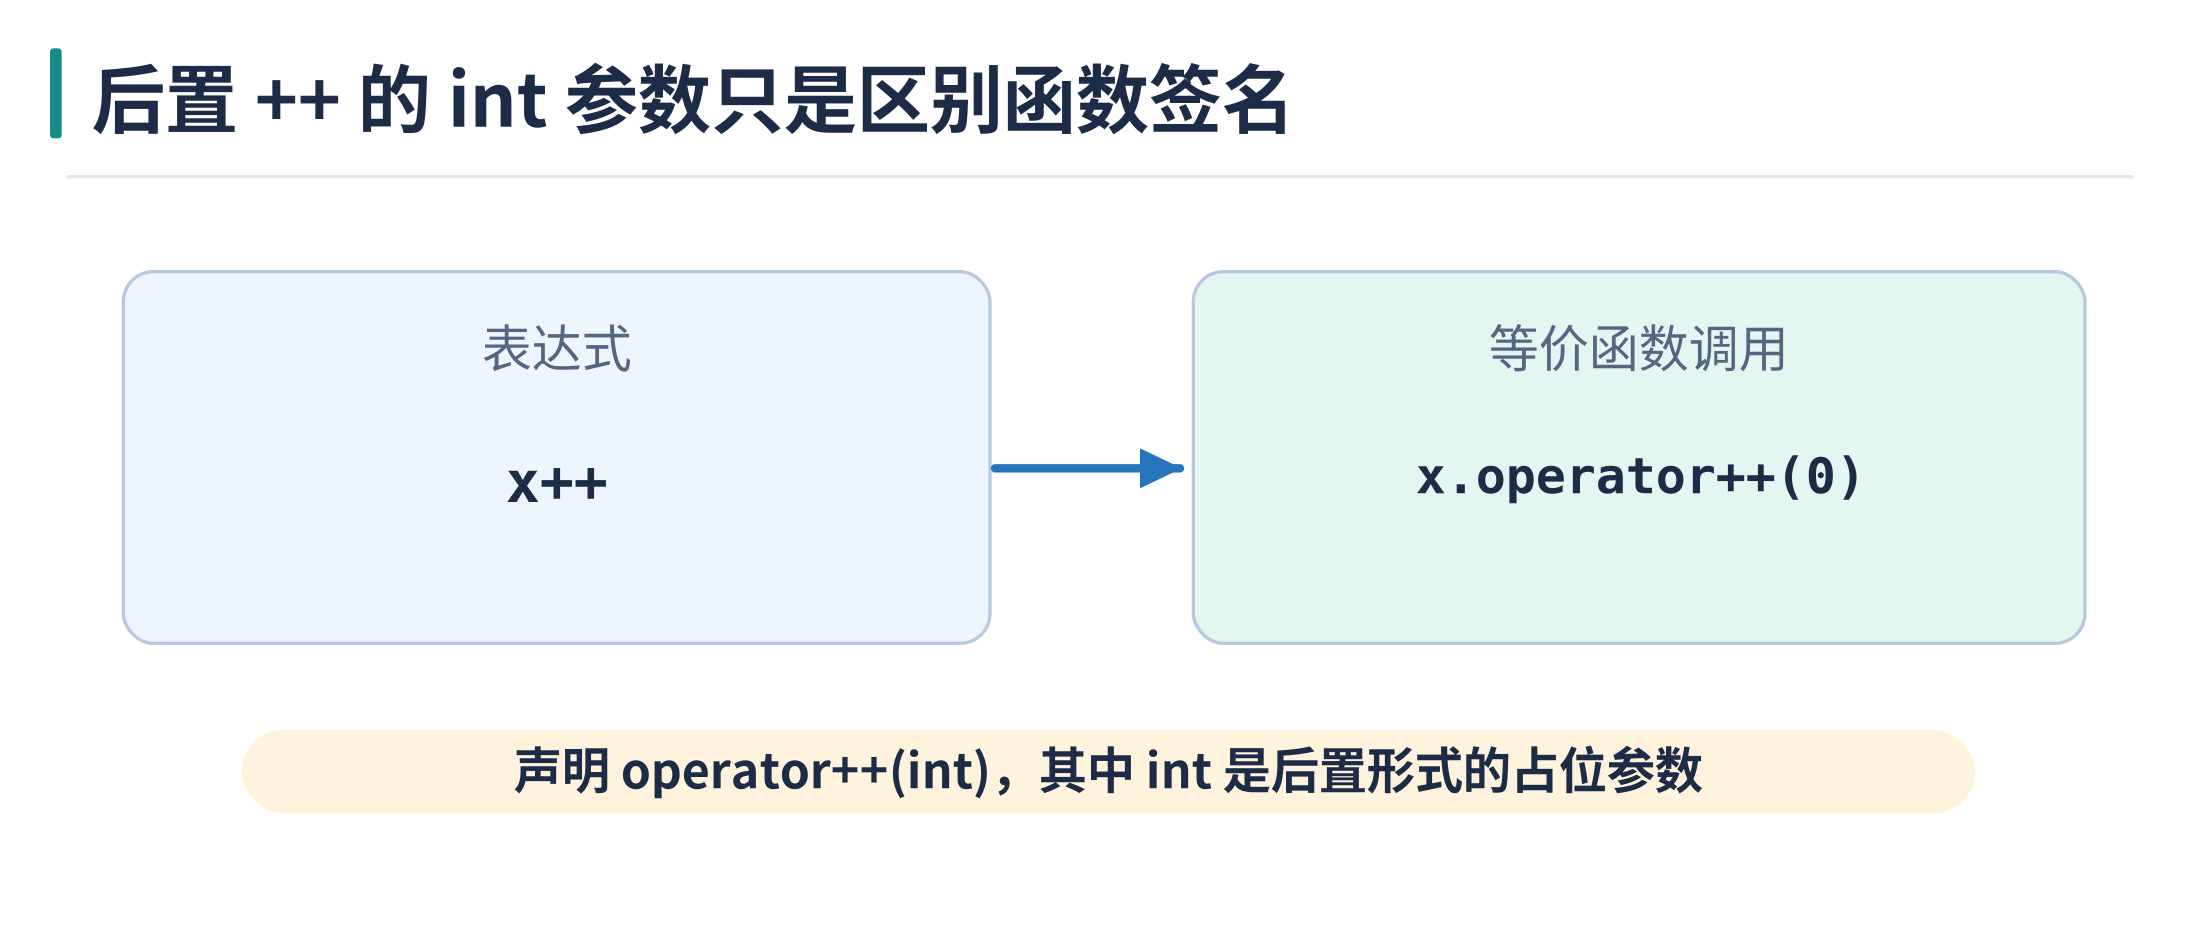 后置 ++ 的 int 参数只是区别函数签名
表达式
x++
等价函数调用
x.operator++(0)
声明 operator++(int)，其中 int 是后置形式的占位参数